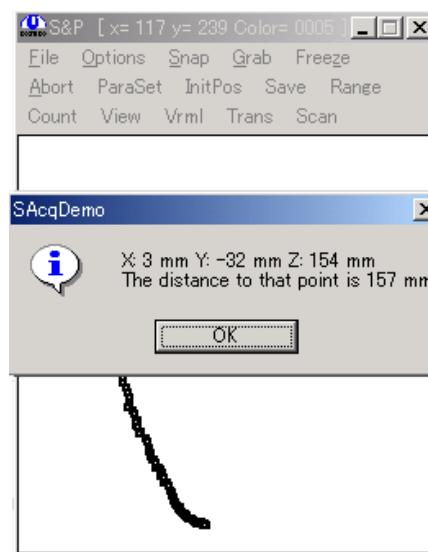 S&P [ x= 117 y= 239 Color= 0005 ]
File Options Snap Grab Freeze
Abort ParaSet InitPos Save Range
Count View Vrml Trans Scan
SAcqDemo
X: 3 mm Y: -32 mm Z: 154 mm
The distance to that point is 157 mm
OK